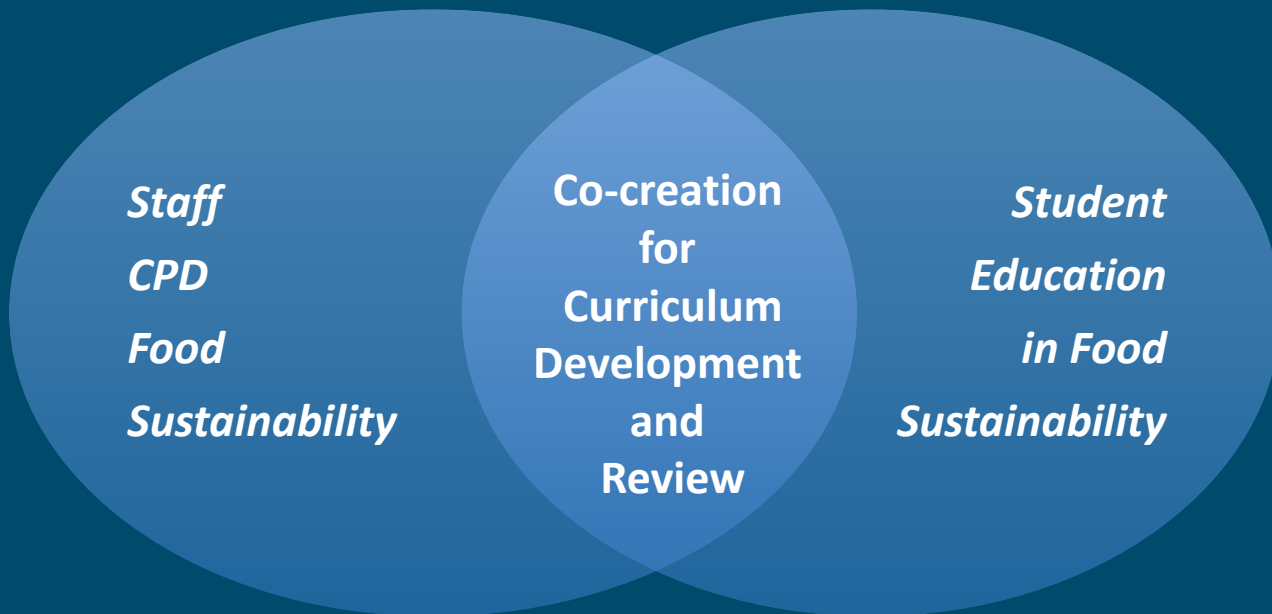 Staff
CPD
Food
Sustainability
Co-creation
for
Curriculum
Development
and
Review
Student
Education
in Food
Sustainability